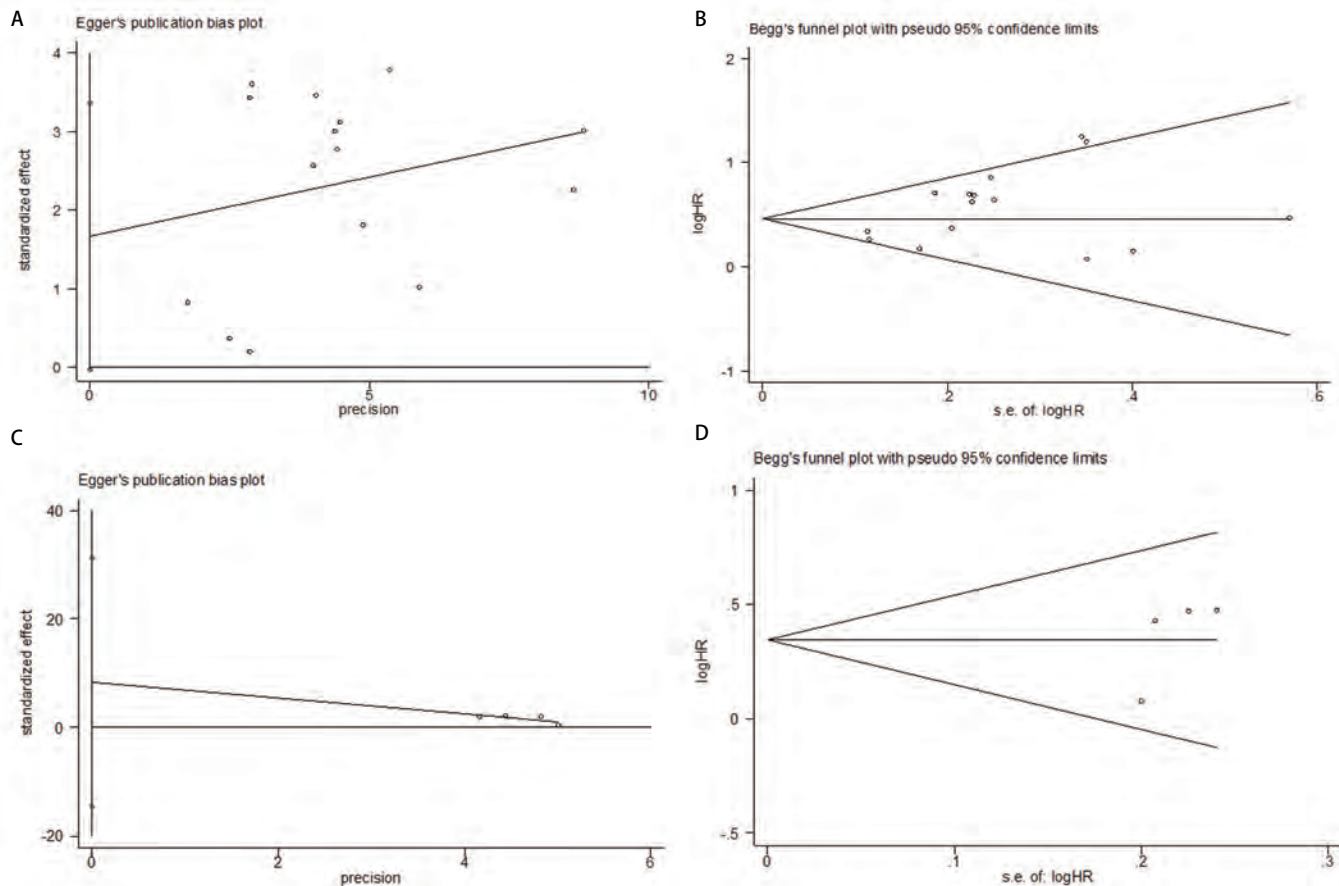 A
Egger's publication bias plot
4
3
2
1
0
standardized effect
0
5
10
precision
B
Begg's funnel plot with pseudo 95% confidence limits
2
1
0
-1
logHR
0
.2
.4
.6
s.e. of: logHR
C
Egger's publication bias plot
40
20
0
-20
standardized effect
0
2
4
6
precision
D
Begg's funnel plot with pseudo 95% confidence limits
1
.5
0
-.5
logHR
0
.1
.2
.3
s.e. of: logHR